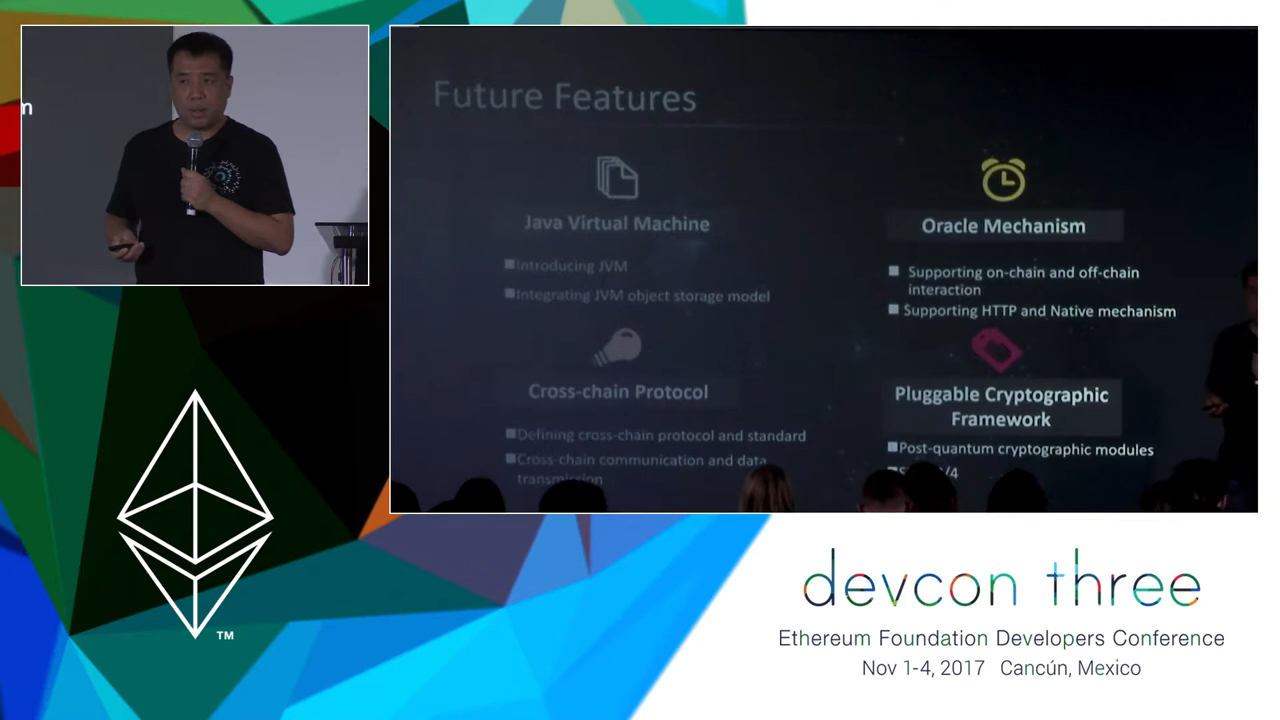 m
Future Features
Java Virtual Machine
Introducing JVM
Integrating JVM object storage model
Oracle Mechanism
Supporting on-chain and off-chain
interaction
Supporting HTTP and Native mechanism
Cross-chain Protocol
Defining cross-chain protocol and standard
Cross-chain communication and data
transmission
Pluggable Cryptographic
Framework
Post-quantum cryptographic modules
TM
devcon three
Ethereum Foundation Developers Conference
Nov 1-4, 2017 Cancún, Mexico